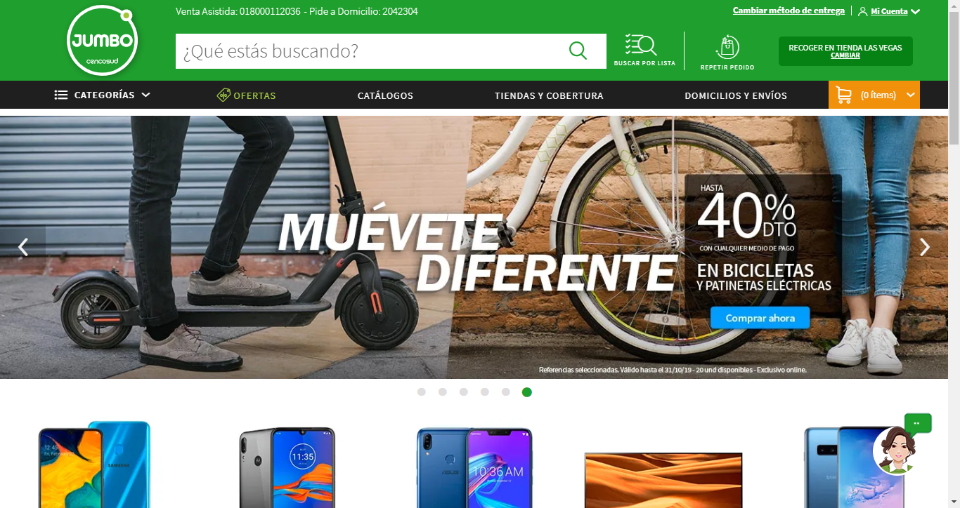 Venta Asistida: 018000112036 - Pide a Domicilio: 2042304
Cambiar método de entrega
Mi Cuenta
JUMBO
cencosud
¿Qué estás buscando?
BUSCAR POR LISTA
REPETIR PEDIDO
RECOGER EN TIENDA LAS VEGAS
CAMBIAR
CATEGORÍAS
OFERTAS
CATÁLOGOS
TIENDAS Y COBERTURA
DOMICILIOS Y ENVÍOS
(0 ítems)
MUÉVETE
DIFERENTE
HASTA
40%
DTO
CON CUALQUIER MEDIO DE PAGO
EN BICICLETAS
Y PATINETAS ELÉCTRICAS
Comprar ahora
Referencias seleccionadas. Válido hasta el 31/10/19 - 20 und disponibles - Exclusivo online.
11:35
10:36 AM